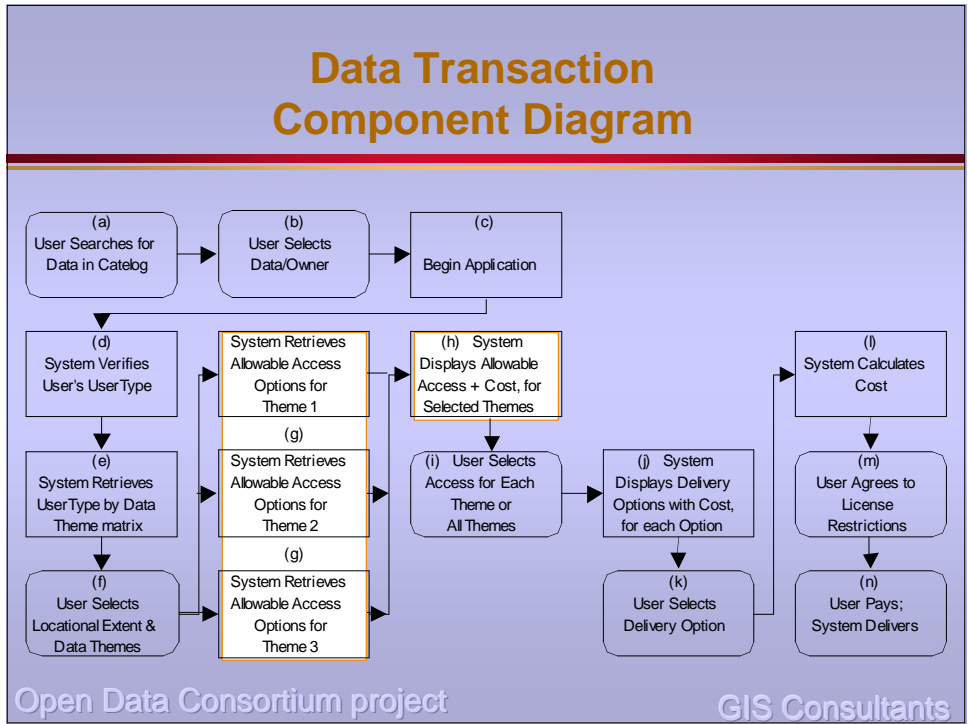 Data Transaction
Component Diagram
(a)
User Searches for
Data in Catelog
(b)
User Selects
Data/Owner
(c)
Begin Application
(d)
System Verifies
User's UserType
(e)
System Retrieves
UserType by Data
Theme matrix
(f)
User Selects
Locational Extent &
Data Themes
System Retrieves
Allowable Access
Options for
Theme 1
(g)
System Retrieves
Allowable Access
Options for
Theme 2
(g)
System Retrieves
Allowable Access
Options for
Theme 3
(h) System
Displays Allowable
Access + Cost, for
Selected Themes
(i) User Selects
Access for Each
Theme or
All Themes
(j) System
Displays Delivery
Options with Cost,
for each Option
(k)
User Selects
Delivery Option
(l)
System Calculates
Cost
(m)
User Agrees to
License
Restrictions
(n)
User Pays;
System Delivers
Open Data Consortium project
GIS Consultants